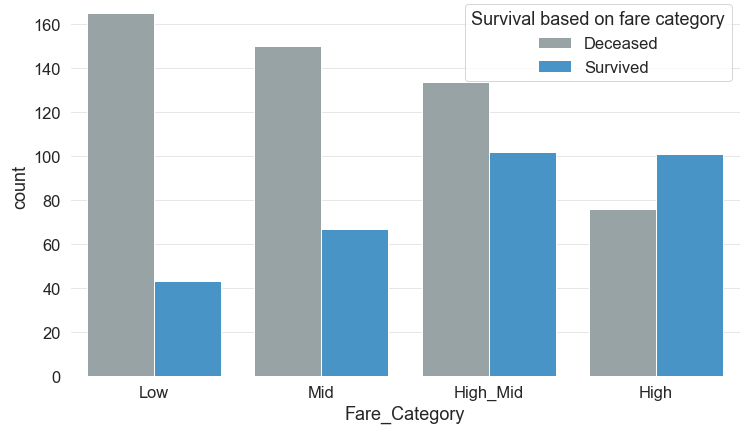 Survival based on fare category
Deceased
Survived
160
140
120
100
80
60
40
20
0
count
Low
Mid
High_Mid
High
Fare_Category